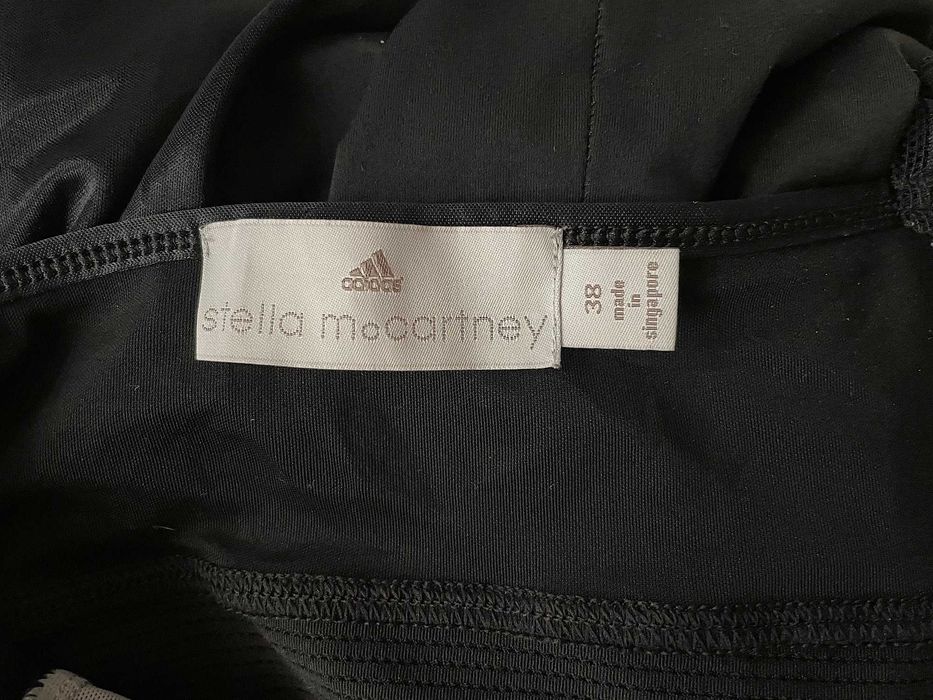 adidas
stella mccartney
38
made
in
singapore